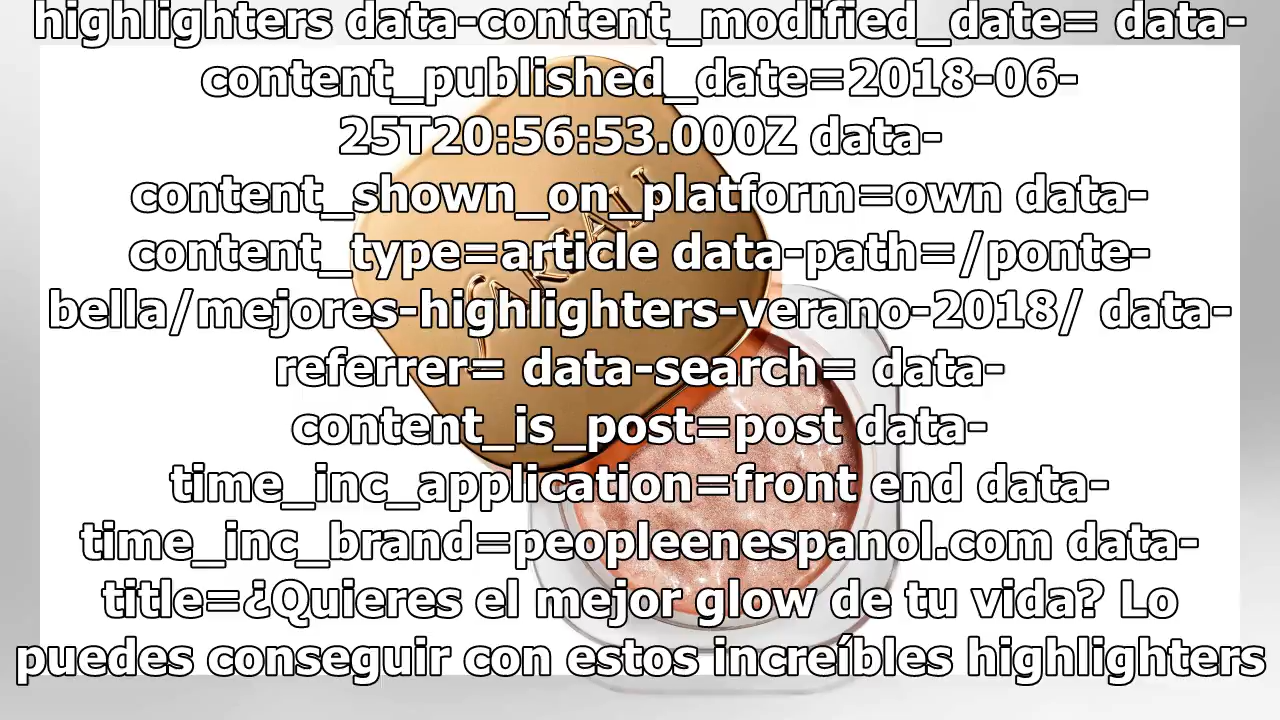 highlighters data-content_modified_date= data-
content_published_date=2018-06-
25T20:56:53.000Z data-
content_shown_on_platform=own data-
content_type=article data-path=/ponte-
bella/mejores-highlighters-verano-2018/ data-
referrer= data-search= data-
content_is_post=post data-
time_inc_application=front end data-
time_inc_brand=peopleenespanol.com data-
title=¿Quieres el mejor glow de tu vida? Lo
puedes conseguir con estos increíbles highlighters